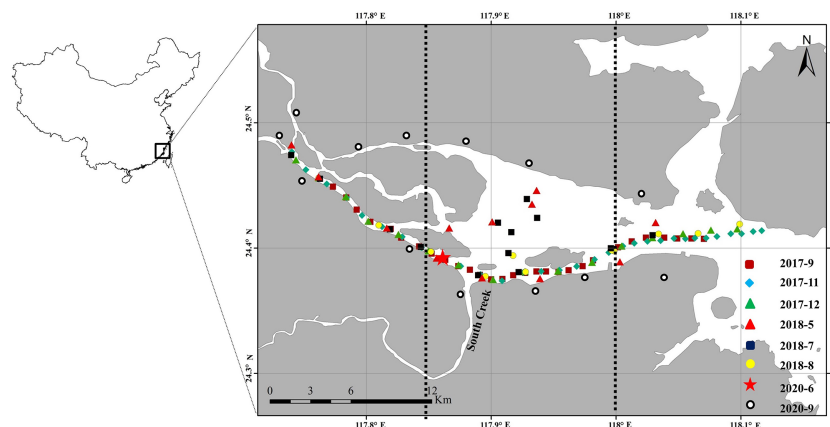 117.8° E
117.9° E
118° E
118.1° E
N
24.5° N
24.4° N
24.3° N
South Creek
2017-9
2017-11
2017-12
2018-5
2018-7
2018-8
2020-6
2020-9
0 3 6 12
Km
117.8° E
117.9° E
118° E
118.1° E